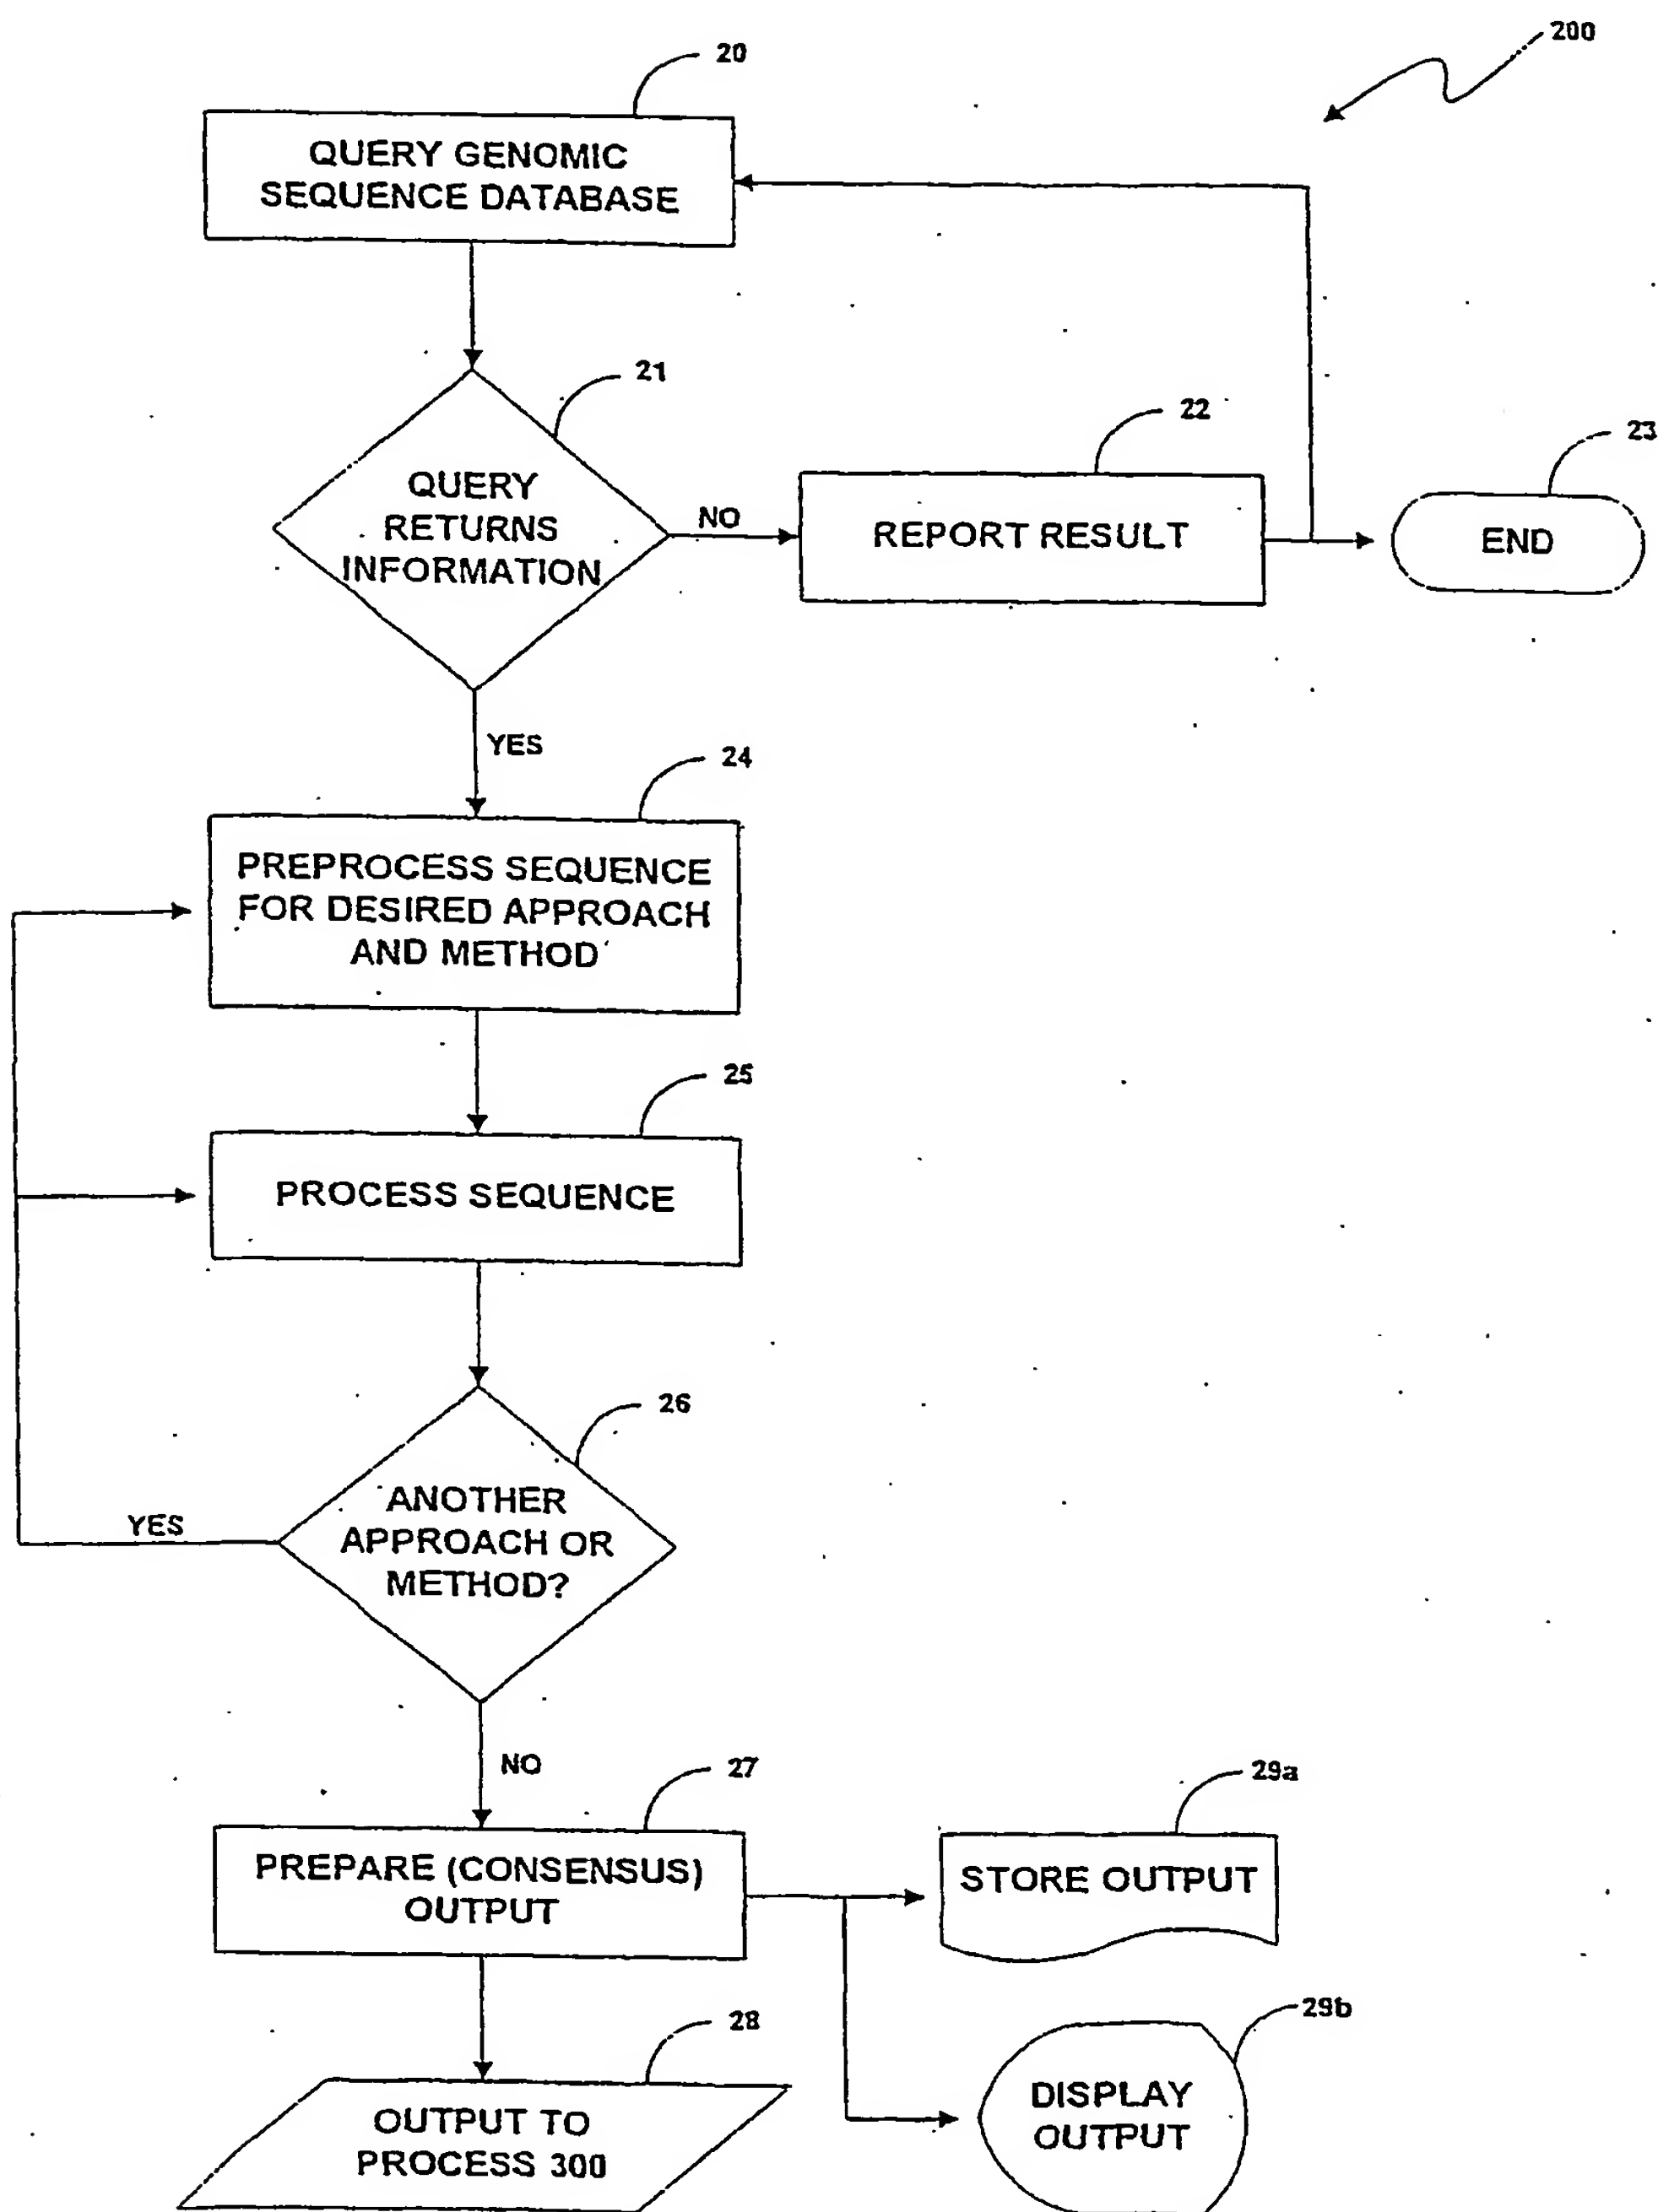 200
20
QUERY GENOMIC
SEQUENCE DATABASE
21
QUERY
RETURNS
INFORMATION
NO
22
REPORT RESULT
23
END
YES
24
PREPROCESS SEQUENCE
FOR DESIRED APPROACH
AND METHOD
25
PROCESS SEQUENCE
26
ANOTHER
APPROACH OR
METHOD?
YES
NO
27
PREPARE (CONSENSUS)
OUTPUT
29a
STORE OUTPUT
28
OUTPUT TO
PROCESS 300
29b
DISPLAY
OUTPUT